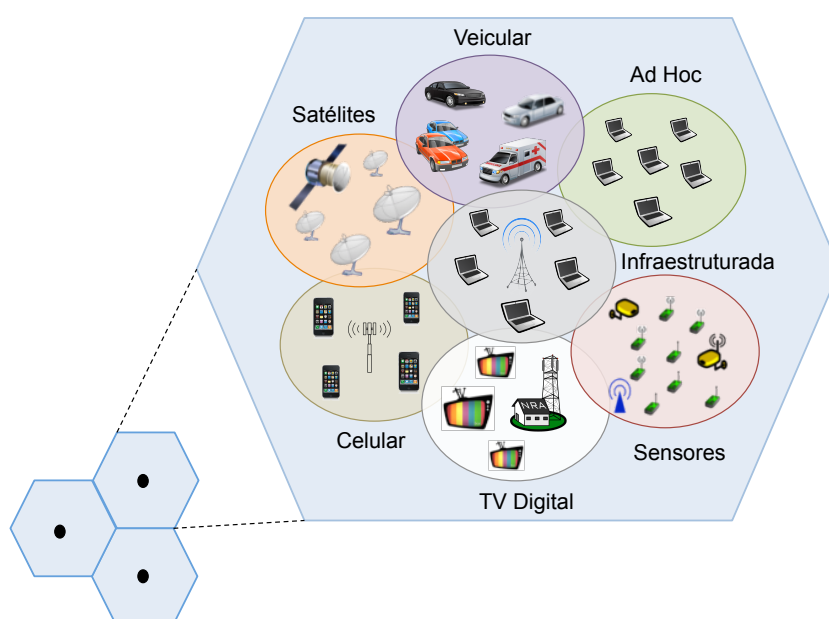 Veicular
Ad Hoc
Satélites
Infraestruturada
NRA
Celular
Sensores
TV Digital